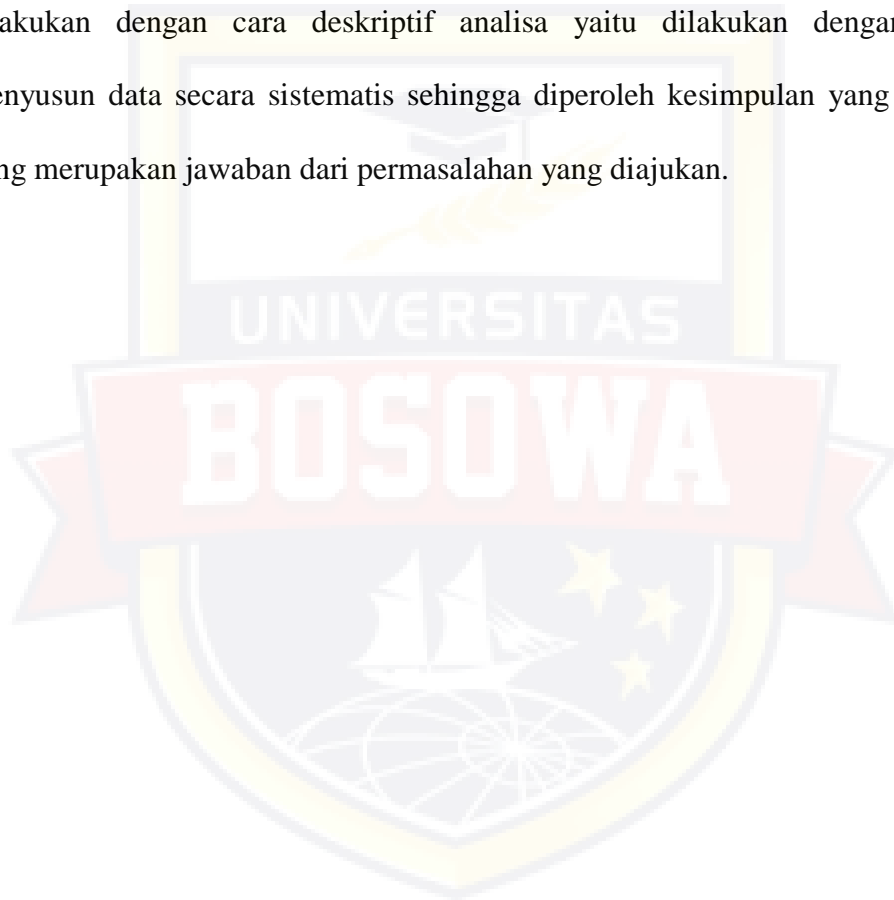 akukan dengan cara deskriptif analisa yaitu dilakukan dengan
enyusun data secara sistematis sehingga diperoleh kesimpulan yang
ng merupakan jawaban dari permasalahan yang diajukan.
UNIVERSITAS
BOSOWA